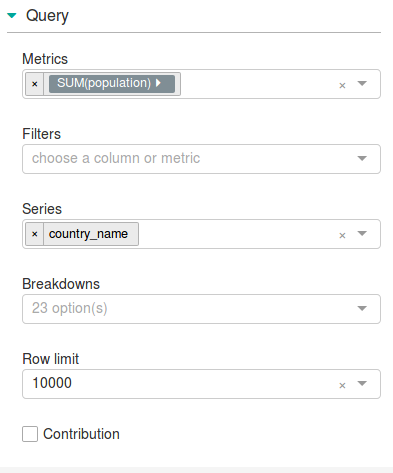 Query
Metrics
× SUM(population)
×
Filters
choose a column or metric
Series
× country_name
×
Breakdowns
23 option(s)
Row limit
10000
×
Contribution